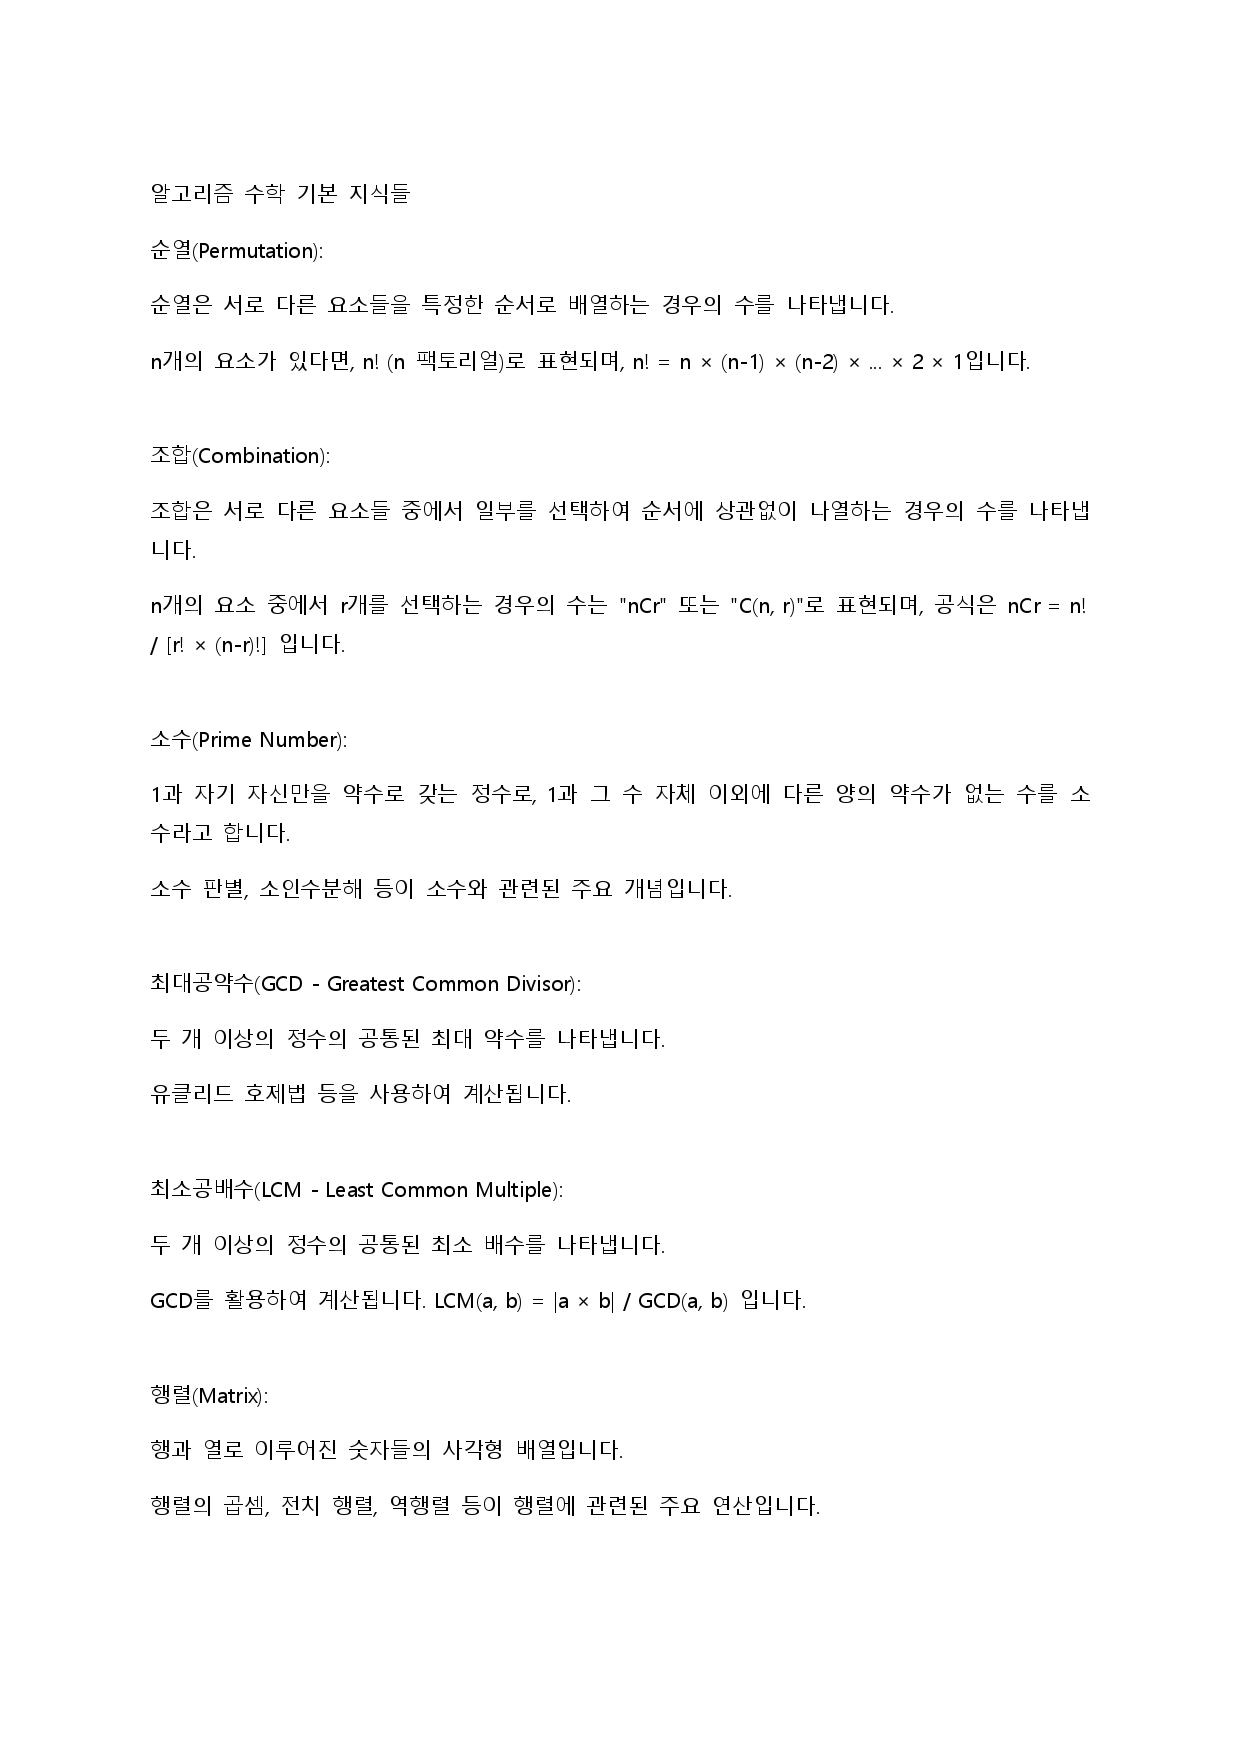 알고리즘 수학 기본 지식들
순열(Permutation):
순열은 서로 다른 요소들을 특정한 순서로 배열하는 경우의 수를 나타냅니다.
n개의 요소가 있다면, n! (n 팩토리얼)로 표현되며, n! = n × (n-1) × (n-2) × ... × 2 × 1입니다.
조합(Combination):
조합은 서로 다른 요소들 중에서 일부를 선택하여 순서에 상관없이 나열하는 경우의 수를 나타냅
니다.
n개의 요소 중에서 r개를 선택하는 경우의 수는 "nCr" 또는 "C(n, r)"로 표현되며, 공식은 nCr = n!
/ [r! × (n-r)!] 입니다.
소수(Prime Number):
1과 자기 자신만을 약수로 갖는 정수로, 1과 그 수 자체 이외에 다른 양의 약수가 없는 수를 소
수라고 합니다.
소수 판별, 소인수분해 등이 소수와 관련된 주요 개념입니다.
최대공약수(GCD - Greatest Common Divisor):
두 개 이상의 정수의 공통된 최대 약수를 나타냅니다.
유클리드 호제법 등을 사용하여 계산됩니다.
최소공배수(LCM - Least Common Multiple):
두 개 이상의 정수의 공통된 최소 배수를 나타냅니다.
GCD를 활용하여 계산됩니다. LCM(a, b) = |a × b| / GCD(a, b) 입니다.
행렬(Matrix):
행과 열로 이루어진 숫자들의 사각형 배열입니다.
행렬의 곱셈, 전치 행렬, 역행렬 등이 행렬에 관련된 주요 연산입니다.